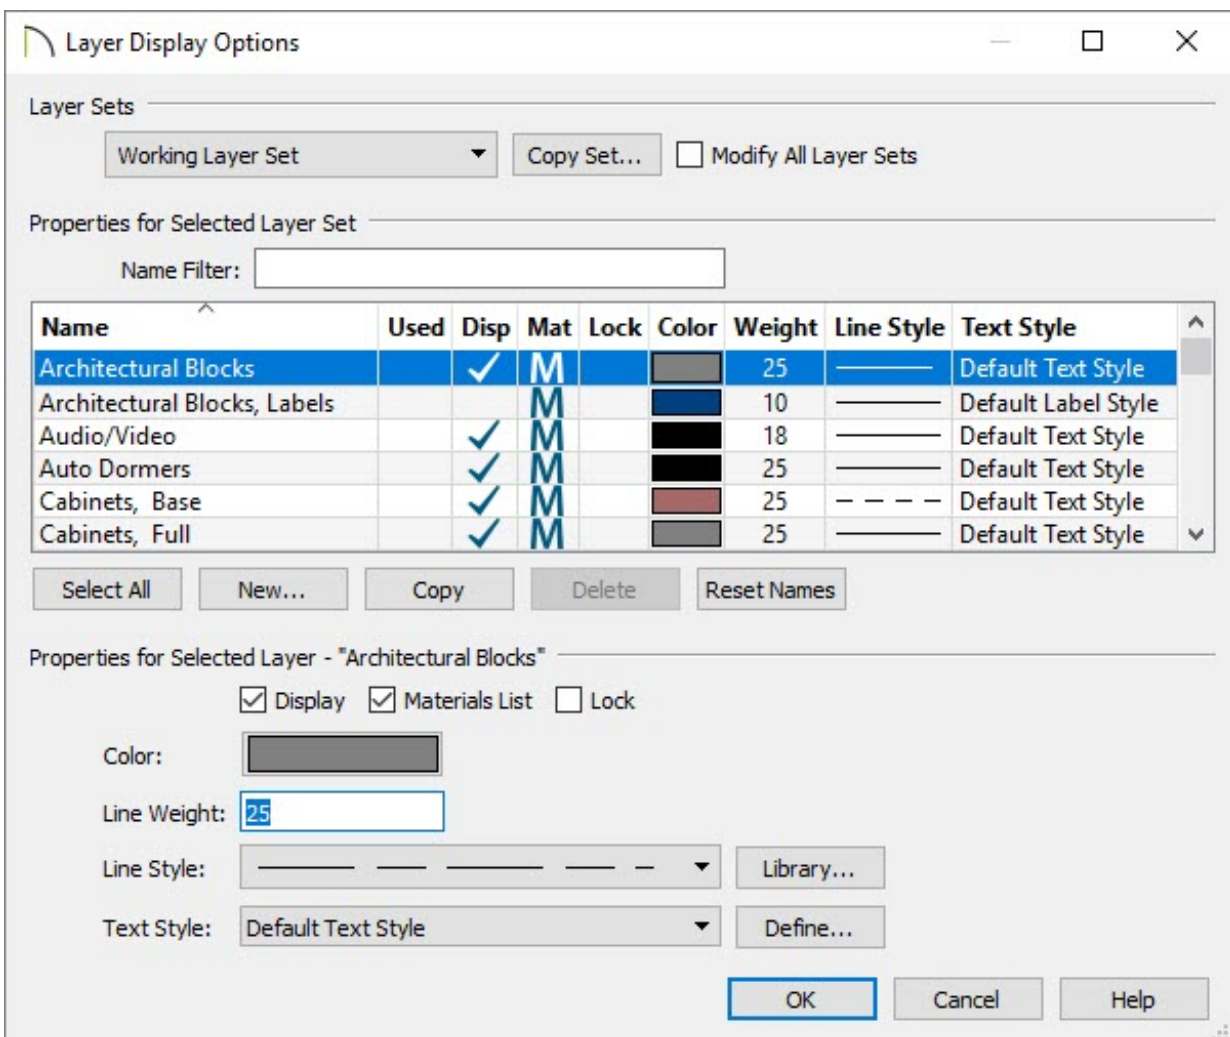 Layer Display Options
Layer Sets
Working Layer Set Copy Set... Modify All Layer Sets
Properties for Selected Layer Set
Name Filter:
Name Used Disp Mat Lock Color Weight Line Style Text Style
Architectural Blocks M 25 Default Text Style
Architectural Blocks, Labels M 10 Default Label Style
Audio/Video M 18 Default Text Style
Auto Dormers M 25 Default Text Style
Cabinets, Base M 25 Default Text Style
Cabinets, Full M 25 Default Text Style
Select All New... Copy Delete Reset Names
Properties for Selected Layer - "Architectural Blocks"
Display Materials List Lock
Color:
Line Weight: 25
Line Style: Library...
Text Style: Default Text Style Define...
OK Cancel Help